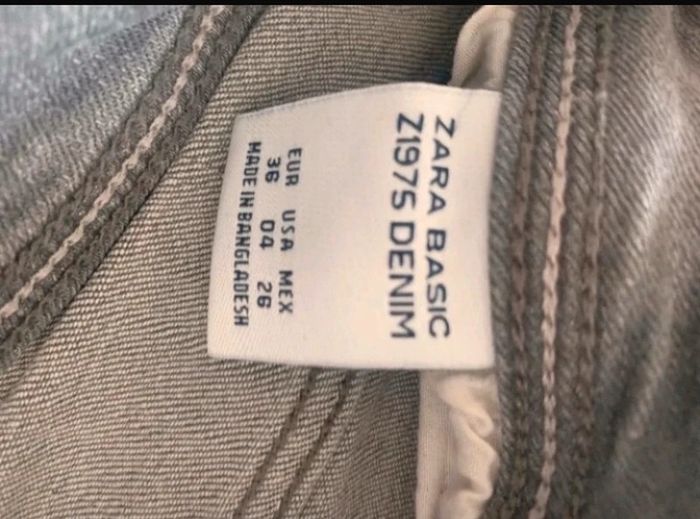 ZARA BASIC
Z1975 DENIM
EUR USA MEX
36 04 26
MADE IN BANGLADESH